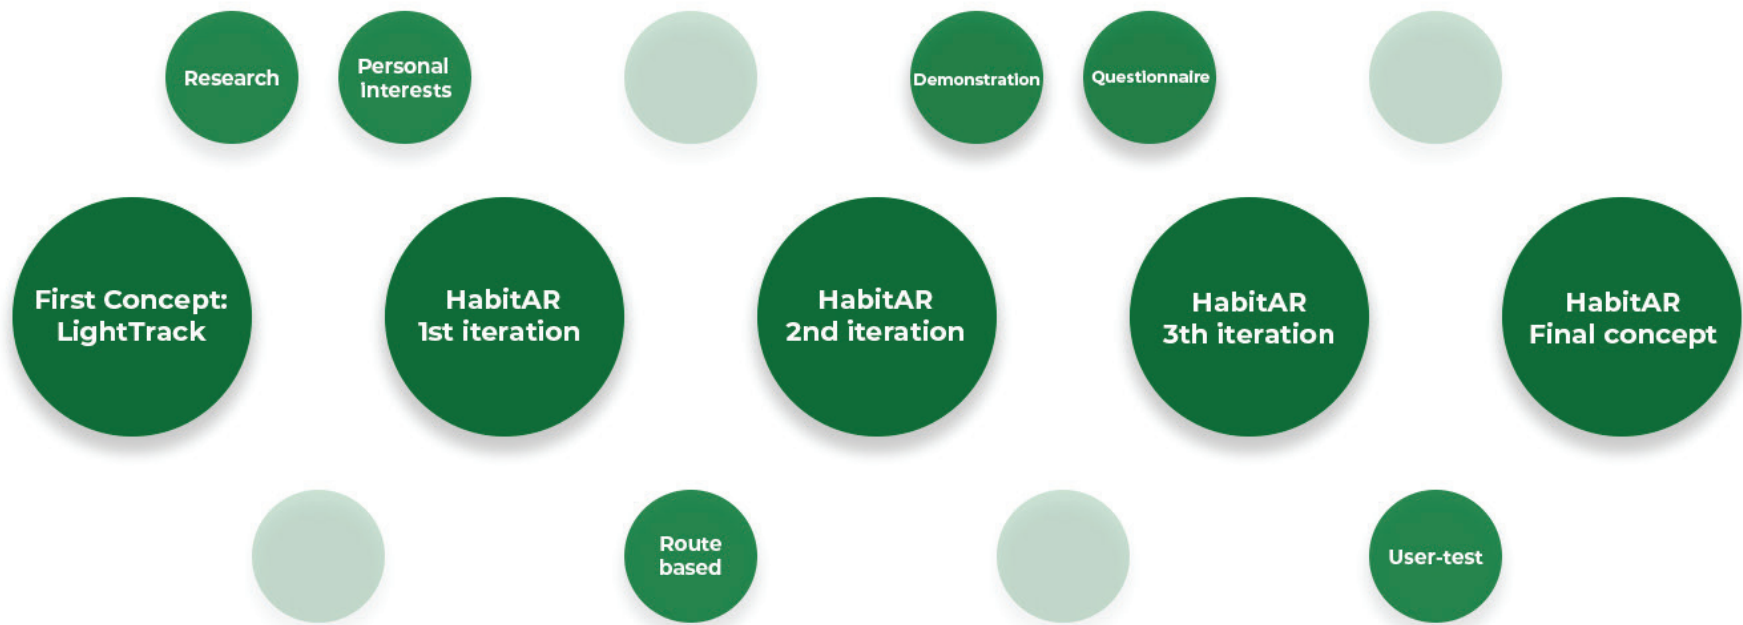 Research
Personal
interests
Demonstration
Questionnaire
First Concept:
LightTrack
HabitAR
1st iteration
HabitAR
2nd iteration
HabitAR
3th iteration
HabitAR
Final concept
Route
based
User-test